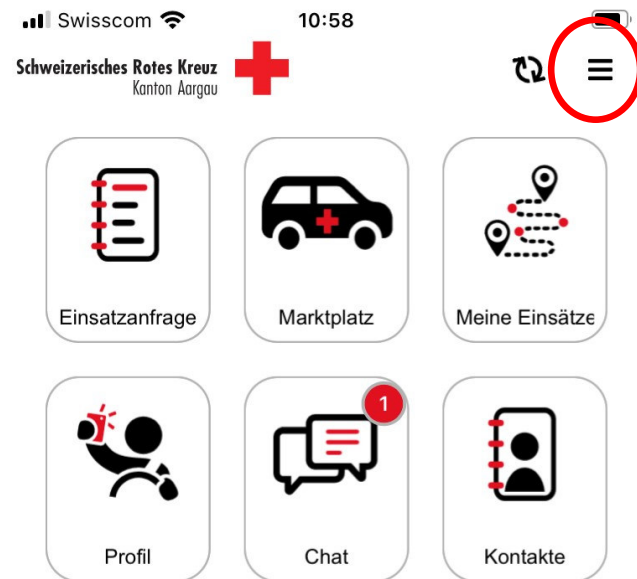 Swisscom 10:58
Schweizerisches Rotes Kreuz
Kanton Aargau
Einsatzanfrage Marktplatz Meine Einsätze
1
Profil Chat Kontakte